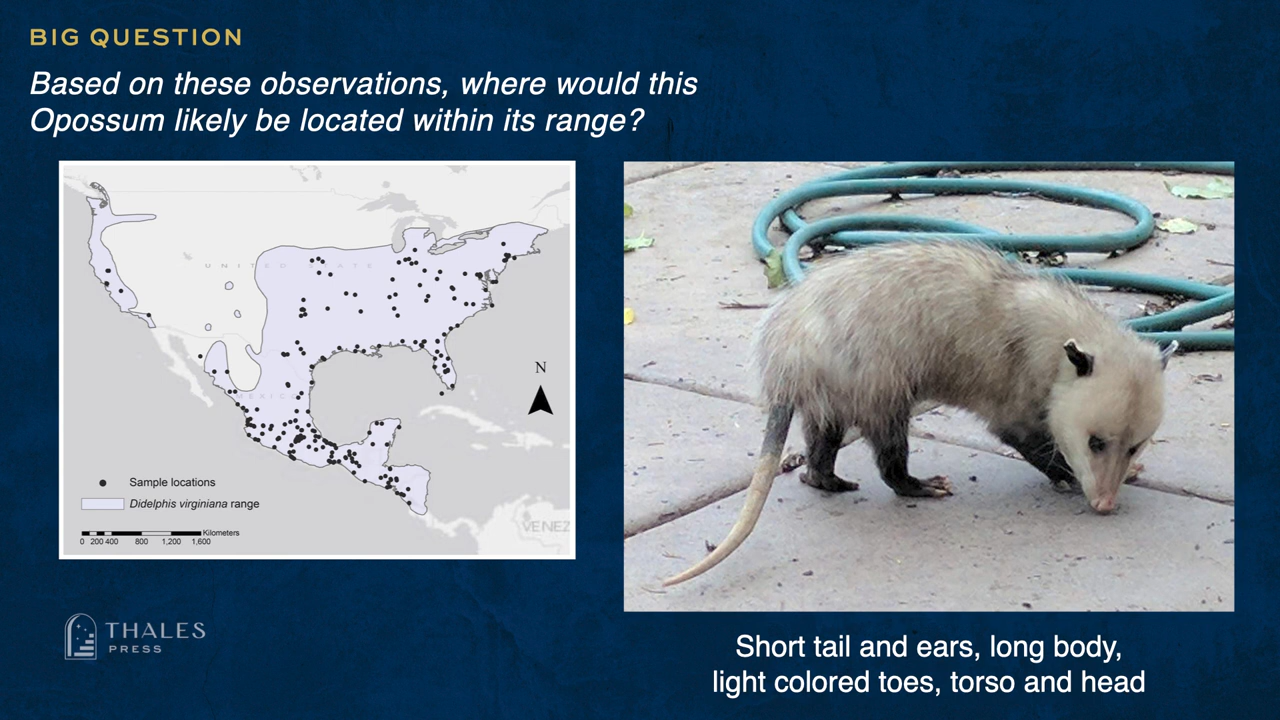 BIG QUESTION
Based on these observations, where would this
Opossum likely be located within its range?
UNITED STATE
MEXICO
N
Sample locations
Didelphis virginiana range
Kilometers
0 200 400 800 1,200 1,600
VENEZ
THALES
PRESS
Short tail and ears, long body,
light colored toes, torso and head